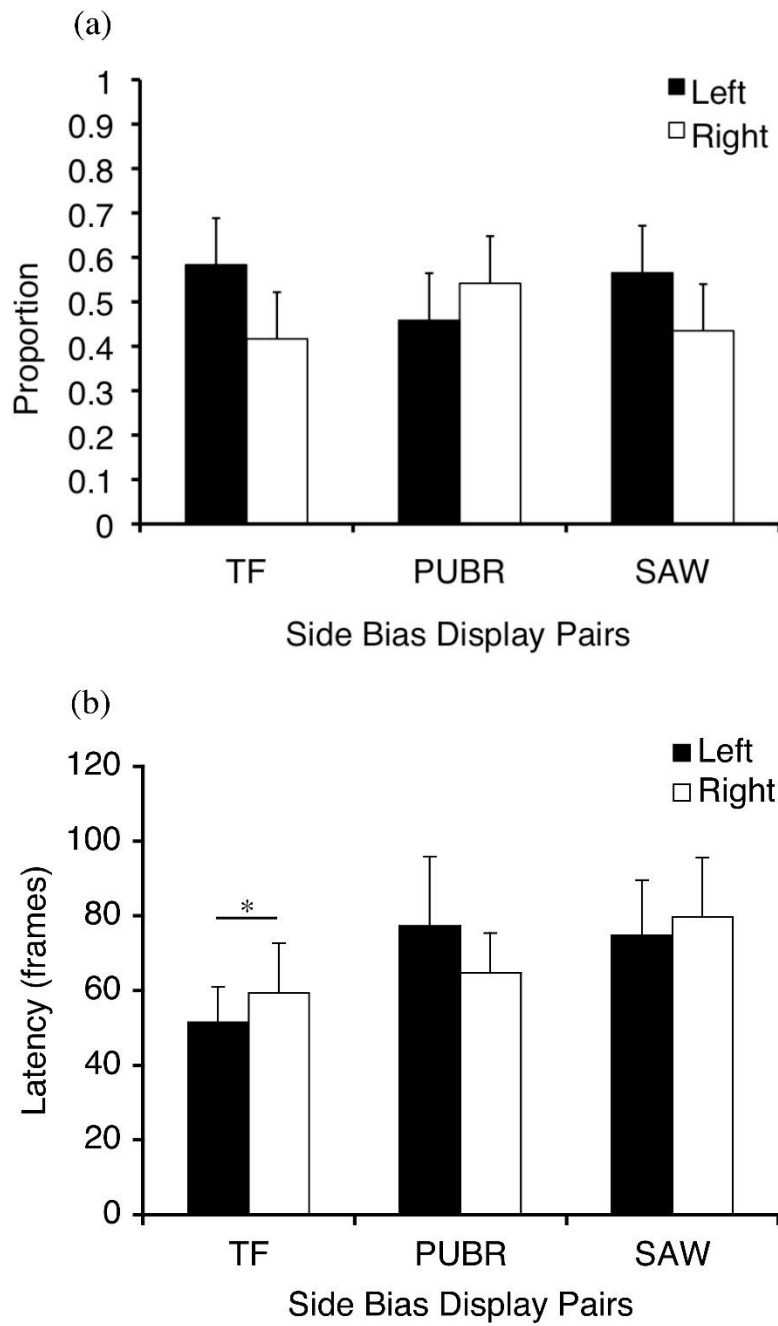 (a)
Proportion
1
0.9
0.8
0.7
0.6
0.5
0.4
0.3
0.2
0.1
0
Left
Right
TF PUBR SAW
Side Bias Display Pairs
(b)
Latency (frames)
120
100
80
60
40
20
0
Left
Right
*
TF PUBR SAW
Side Bias Display Pairs